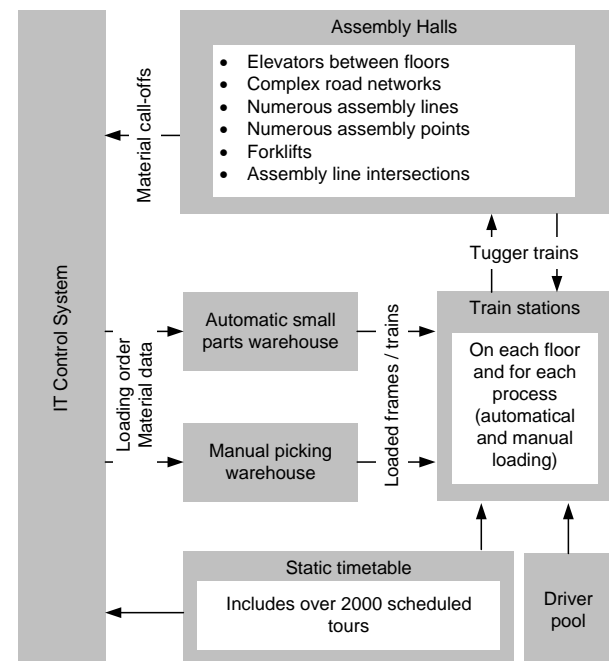 Assembly Halls
• Elevators between floors
• Complex road networks
• Numerous assembly lines
• Numerous assembly points
• Forklifts
• Assembly line intersections
Material call-offs
Tugger trains
IT Control System
Loading order
Material data
Automatic small
parts warehouse
Manual picking
warehouse
Loaded frames / trains
Train stations
On each floor
and for each
process
(automatical
and manual
loading)
Static timetable
Includes over 2000 scheduled
tours
Driver
pool